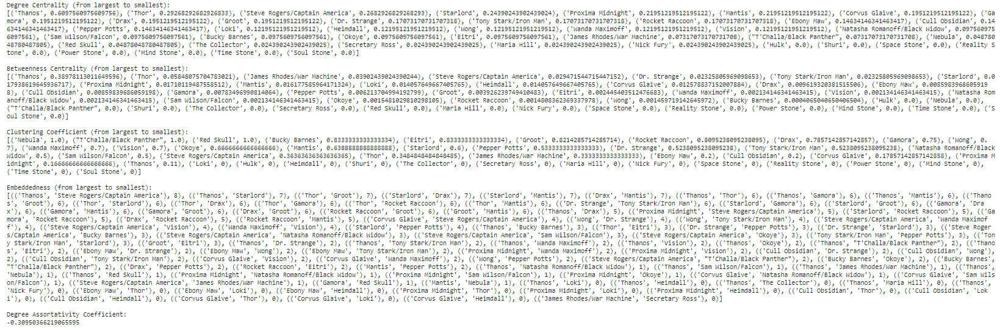 Degree Centrality (from largest to smallest):
[('Thanos', 0.6097560975609756), ('Thor', 0.29268292682926833), ('Steve Rogers/Captain America', 0.2682926829268293), ('Starlord', 0.24390243902439024), ('Proxima Midnight', 0.21951219512195122), ('Mantis', 0.21951219512195122), ('Corvus Glaive', 0.1951219512195122), ('Ga
mora', 0.1951219512195122), ('Drax', 0.1951219512195122), ('Groot', 0.1951219512195122), ('Dr. Strange', 0.17073170731707318), ('Tony Stark/Iron Man', 0.17073170731707318), ('Rocket Raccoon', 0.17073170731707318), ('Ebony Maw', 0.14634146341463417), ('Cull Obsidian', 0.14
634146341463417), ('Pepper Potts', 0.14634146341463417), ('Loki', 0.12195121951219512), ('Heimdall', 0.12195121951219512), ('Wong', 0.12195121951219512), ('Wanda Maximoff', 0.12195121951219512), ('Vision', 0.12195121951219512), ('Natasha Romanoff/Black Widow', 0.0975609756
097561), ('Sam Wilson/Falcon', 0.0975609756097561), ('Bucky Barnes', 0.0975609756097561), ('Okoye', 0.0975609756097561), ('Eitri', 0.0975609756097561), ('James Rhodes/War Machine', 0.07317073170731708), ("T'Challa/Black Panther", 0.07317073170731708), ('Nebula', 0.048780
48780487805), ('Red Skull', 0.04878048780487805), ('The Collector', 0.024390243902439025), ('Secretary Ross', 0.024390243902439025), ('Maria Hill', 0.024390243902439025), ('Nick Fury', 0.024390243902439025), ('Hulk', 0.0), ('Shuri', 0.0), ('Space Stone', 0.0), ('Reality S
tone', 0.0), ('Power Stone', 0.0), ('Mind Stone', 0.0), ('Time Stone', 0.0), ('Soul Stone', 0.0)]
Betweenness Centrality (from largest to smallest):
[('Thanos', 0.38978113011649596), ('Thor', 0.05848075704783021), ('James Rhodes/War Machine', 0.03902439024390244), ('Steve Rogers/Captain America', 0.029471544715447152), ('Dr. Strange', 0.02325805969098653), ('Tony Stark/Iron Man', 0.02325805969098653), ('Starlord', 0.0
17938619645936717), ('Proxima Midnight', 0.017101194875585512), ('Mantis', 0.016177585964171324), ('Loki', 0.014057649667405765), ('Heimdall', 0.014057649667405765), ('Corvus Glaive', 0.012578837152007884), ('Drax', 0.009619320381515506), ('Ebony Maw', 0.0085983968605919
8), ('Cull Obsidian', 0.00859839686059198), ('Gamora', 0.00783496990814064), ('Pepper Potts', 0.006213704994192799), ('Groot', 0.003926239749410483), ('Eitri', 0.002445403512476683), ('Wanda Maximoff', 0.002134146341463415), ('Vision', 0.002134146341463415), ('Natasha Rom
anoff/Black Widow', 0.002134146341463415), ('Sam Wilson/Falcon', 0.002134146341463415), ('Okoye', 0.0015481029810298105), ('Rocket Raccoon', 0.0014808362369337978), ('Wong', 0.001459719142645972), ('Bucky Barnes', 0.0004065040650406504), ('Hulk', 0.0), ('Nebula', 0.0),
("T'Challa/Black Panther", 0.0), ('Shuri', 0.0), ('The Collector', 0.0), ('Secretary Ross', 0.0), ('Red Skull', 0.0), ('Maria Hill', 0.0), ('Nick Fury', 0.0), ('Space Stone', 0.0), ('Reality Stone', 0.0), ('Power Stone', 0.0), ('Mind Stone', 0.0), ('Time Stone', 0.0), ('S
oul Stone', 0.0)]
Clustering Coefficient (from largest to smallest):
[('Nebula', 1.0), ("T'Challa/Black Panther", 1.0), ('Red Skull', 1.0), ('Bucky Barnes', 0.8333333333333334), ('Eitri', 0.8333333333333334), ('Groot', 0.8214285714285714), ('Rocket Raccoon', 0.8095238095238095), ('Drax', 0.7857142857142857), ('Gamora', 0.75), ('Wong', 0.
7), ('Wanda Maximoff', 0.7), ('Vision', 0.7), ('Okoye', 0.6666666666666666), ('Mantis', 0.6388888888888888), ('Starlord', 0.6), ('Pepper Potts', 0.5333333333333333), ('Dr. Strange', 0.5238095238095238), ('Tony Stark/Iron Man', 0.5238095238095238), ('Natasha Romanoff/Black
Widow', 0.5), ('Sam Wilson/Falcon', 0.5), ('Steve Rogers/Captain America', 0.36363636363636365), ('Thor', 0.3484848484848485), ('James Rhodes/War Machine', 0.3333333333333333), ('Ebony Maw', 0.2), ('Cull Obsidian', 0.2), ('Corvus Glaive', 0.17857142857142858), ('Proxima M
idnight', 0.16666666666666666), ('Thanos', 0.11), ('Loki', 0), ('Hulk', 0), ('Heimdall', 0), ('Shuri', 0), ('The Collector', 0), ('Secretary Ross', 0), ('Maria Hill', 0), ('Nick Fury', 0), ('Space Stone', 0), ('Reality Stone', 0), ('Power Stone', 0), ('Mind Stone', 0),
('Time Stone', 0), ('Soul Stone', 0)]
Embeddedness (from largest to smallest):
[(('Thanos', 'Steve Rogers/Captain America'), 8), (('Thanos', 'Starlord'), 7), (('Thor', 'Groot'), 7), (('Starlord', 'Drax'), 7), (('Starlord', 'Mantis'), 7), (('Drax', 'Mantis'), 7), (('Thanos', 'Thor'), 6), (('Thanos', 'Gamora'), 6), (('Thanos', 'Mantis'), 6), (('Thano
s', 'Groot'), 6), (('Thor', 'Starlord'), 6), (('Thor', 'Drax'), 6), (('Thor', 'Gamora'), 6), (('Thor', 'Rocket Raccoon'), 6), (('Thor', 'Mantis'), 6), (('Dr. Strange', 'Tony Stark/Iron Man'), 6), (('Starlord', 'Gamora'), 6), (('Starlord', 'Groot'), 6), (('Gamora', 'Dra
x'), 6), (('Gamora', 'Mantis'), 6), (('Gamora', 'Groot'), 6), (('Drax', 'Groot'), 6), (('Rocket Raccoon', 'Groot'), 6), (('Groot', 'Mantis'), 6), (('Thanos', 'Drax'), 5), (('Proxima Midnight', 'Steve Rogers/Captain America'), 5), (('Starlord', 'Rocket Raccoon'), 5), (('Ga
mora', 'Rocket Raccoon'), 5), (('Drax', 'Rocket Raccoon'), 5), (('Rocket Raccoon', 'Mantis'), 5), (('Corvus Glaive', 'Steve Rogers/Captain America'), 4), (('Wong', 'Dr. Strange'), 4), (('Wong', 'Tony Stark/Iron Man'), 4), (('Steve Rogers/Captain America', 'Wanda Maximof
f'), 4), (('Steve Rogers/Captain America', 'Vision'), 4), (('Wanda Maximoff', 'Vision'), 4), (('Starlord', 'Pepper Potts'), 4), (('Thanos', 'Bucky Barnes'), 3), (('Thor', 'Eitri'), 3), (('Dr. Strange', 'Pepper Potts'), 3), (('Dr. Strange', 'Starlord'), 3), (('Steve Roger
s/Captain America', 'Bucky Barnes'), 3), (('Steve Rogers/Captain America', 'Natasha Romanoff/Black Widow'), 3), (('Steve Rogers/Captain America', 'Sam Wilson/Falcon'), 3), (('Steve Rogers/Captain America', 'Okoye'), 3), (('Tony Stark/Iron Man', 'Pepper Potts'), 3), (('Ton
y Stark/Iron Man', 'Starlord'), 3), (('Groot', 'Eitri'), 3), (('Thanos', 'Dr. Strange'), 2), (('Thanos', 'Tony Stark/Iron Man'), 2), (('Thanos', 'Wanda Maximoff'), 2), (('Thanos', 'Vision'), 2), (('Thanos', 'Okoye'), 2), (('Thanos', "T'Challa/Black Panther"), 2), (('Thano
s', 'Eitri'), 2), (('Ebony Maw', 'Dr. Strange'), 2), (('Ebony Maw', 'Wong'), 2), (('Ebony Maw', 'Tony Stark/Iron Man'), 2), (('Proxima Midnight', 'Wanda Maximoff'), 2), (('Proxima Midnight', 'Vision'), 2), (('Cull Obsidian', 'Dr. Strange'), 2), (('Cull Obsidian', 'Wong'),
2), (('Cull Obsidian', 'Tony Stark/Iron Man'), 2), (('Corvus Glaive', 'Vision'), 2), (('Corvus Glaive', 'Wanda Maximoff'), 2), (('Wong', 'Pepper Potts'), 2), (('Steve Rogers/Captain America', "T'Challa/Black Panther"), 2), (('Bucky Barnes', 'Okoye'), 2), (('Bucky Barnes',
"T'Challa/Black Panther"), 2), (('Drax', 'Pepper Potts'), 2), (('Rocket Raccoon', 'Eitri'), 2), (('Mantis', 'Pepper Potts'), 2), (('Thanos', 'Natasha Romanoff/Black Widow'), 1), (('Thanos', 'Sam Wilson/Falcon'), 1), (('Thanos', 'James Rhodes/War Machine'), 1), (('Thanos',
'Nebula'), 1), (('Thanos', 'Red Skull'), 1), (('Proxima Midnight', 'Natasha Romanoff/Black Widow'), 1), (('Proxima Midnight', 'Sam Wilson/Falcon'), 1), (('Proxima Midnight', 'Okoye'), 1), (('Corvus Glaive', 'Natasha Romanoff/Black Widow'), 1), (('Corvus Glaive', 'Sam Wils
on/Falcon'), 1), (('Steve Rogers/Captain America', 'James Rhodes/War Machine'), 1), (('Gamora', 'Red Skull'), 1), (('Mantis', 'Nebula'), 1), (('Thanos', 'Loki'), 0), (('Thanos', 'Heimdall'), 0), (('Thanos', 'The Collector'), 0), (('Thanos', 'Maria Hill'), 0), (('Thanos',
'Nick Fury'), 0), (('Ebony Maw', 'Thor'), 0), (('Ebony Maw', 'Loki'), 0), (('Ebony Maw', 'Heimdall'), 0), (('Proxima Midnight', 'Thor'), 0), (('Proxima Midnight', 'Loki'), 0), (('Proxima Midnight', 'Heimdall'), 0), (('Cull Obsidian', 'Thor'), 0), (('Cull Obsidian', 'Lok
i'), 0), (('Cull Obsidian', 'Heimdall'), 0), (('Corvus Glaive', 'Thor'), 0), (('Corvus Glaive', 'Loki'), 0), (('Corvus Glaive', 'Heimdall'), 0), (('James Rhodes/War Machine', 'Secretary Ross'), 0)]
Degree Assortativity Coefficient:
-0.30950366219065595